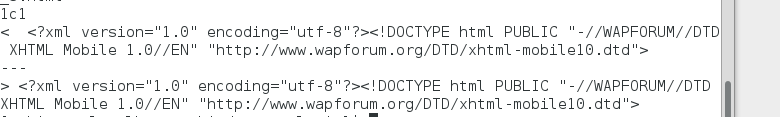 1c1
<  <?xml version="1.0" encoding="utf-8"?><!DOCTYPE html PUBLIC "-//WAPFORUM//DTD
XHTML Mobile 1.0//EN" "http://www.wapforum.org/DTD/xhtml-mobile10.dtd">
---
> <?xml version="1.0" encoding="utf-8"?><!DOCTYPE html PUBLIC "-//WAPFORUM//DTD
XHTML Mobile 1.0//EN" "http://www.wapforum.org/DTD/xhtml-mobile10.dtd">